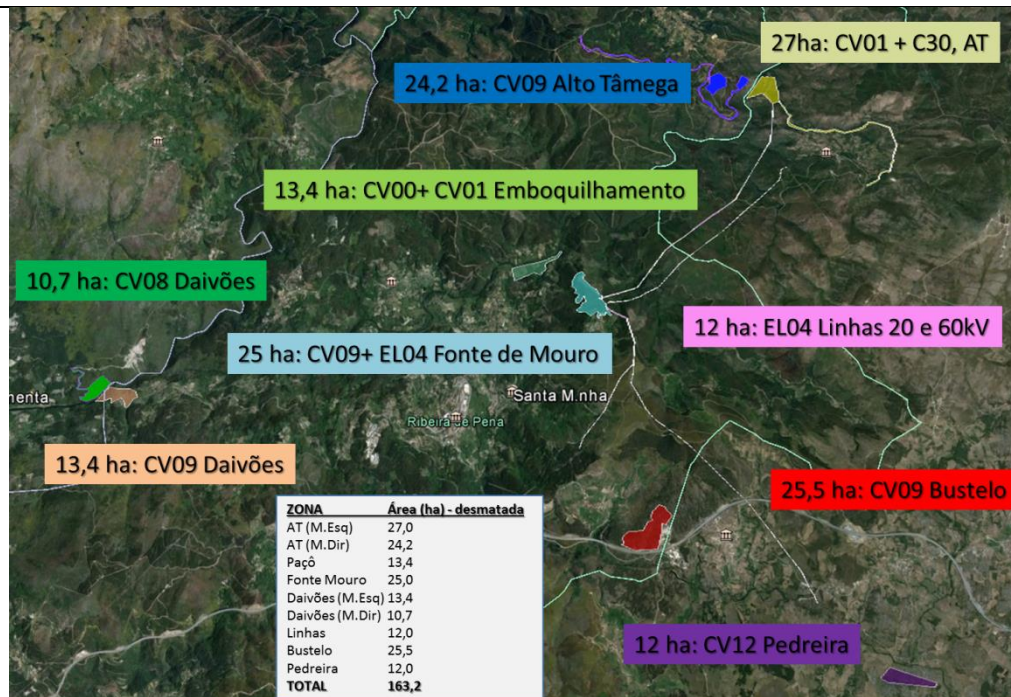 27ha: CV01 + C30, AT
24,2 ha: CV09 Alto Tâmega
13,4 ha: CV00+ CV01 Emboquilhamento
10,7 ha: CV08 Daivões
12 ha: EL04 Linhas 20 e 60kV
25 ha: CV09+ EL04 Fonte de Mouro
Santa M.nha
menta
Ribeira de Pena
13,4 ha: CV09 Daivões
25,5 ha: CV09 Bustelo
ZONA Área (ha) - desmatada
AT (M.Esq) 27,0
AT (M.Dir) 24,2
Paçô 13,4
Fonte Mouro 25,0
Daivões (M.Esq) 13,4
Daivões (M.Dir) 10,7
Linhas 12,0
Bustelo 25,5
Pedreira 12,0
TOTAL 163,2
12 ha: CV12 Pedreira